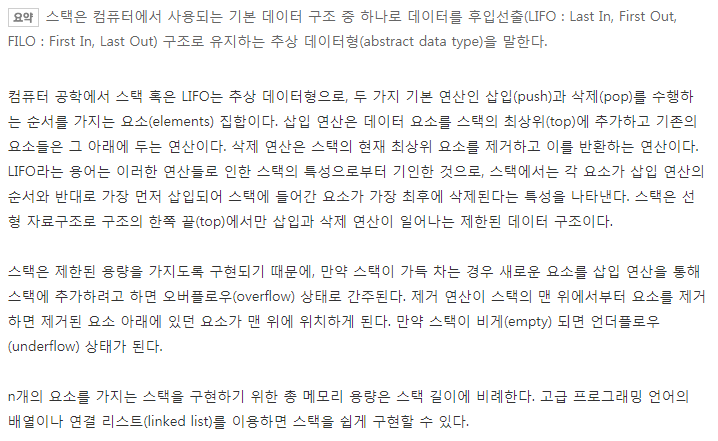 요약 스택은 컴퓨터에서 사용되는 기본 데이터 구조 중 하나로 데이터를 후입선출(LIFO : Last In, First Out,
FILO : First In, Last Out) 구조로 유지하는 추상 데이터형(abstract data type)을 말한다.
컴퓨터 공학에서 스택 혹은 LIFO는 추상 데이터형으로, 두 가지 기본 연산인 삽입(push)과 삭제(pop)를 수행하
는 순서를 가지는 요소(elements) 집합이다. 삽입 연산은 데이터 요소를 스택의 최상위(top)에 추가하고 기존의
요소들은 그 아래에 두는 연산이다. 삭제 연산은 스택의 현재 최상위 요소를 제거하고 이를 반환하는 연산이다.
LIFO라는 용어는 이러한 연산들로 인한 스택의 특성으로부터 기인한 것으로, 스택에서는 각 요소가 삽입 연산의
순서와 반대로 가장 먼저 삽입되어 스택에 들어간 요소가 가장 최후에 삭제된다는 특성을 나타낸다. 스택은 선
형 자료구조로 구조의 한쪽 끝(top)에서만 삽입과 삭제 연산이 일어나는 제한된 데이터 구조이다.
스택은 제한된 용량을 가지도록 구현되기 때문에, 만약 스택이 가득 차는 경우 새로운 요소를 삽입 연산을 통해
스택에 추가하려고 하면 오버플로우(overflow) 상태로 간주된다. 제거 연산이 스택의 맨 위에서부터 요소를 제거
하면 제거된 요소 아래에 있던 요소가 맨 위에 위치하게 된다. 만약 스택이 비게(empty) 되면 언더플로우
(underflow) 상태가 된다.
n개의 요소를 가지는 스택을 구현하기 위한 총 메모리 용량은 스택 길이에 비례한다. 고급 프로그래밍 언어의
배열이나 연결 리스트(linked list)를 이용하면 스택을 쉽게 구현할 수 있다.